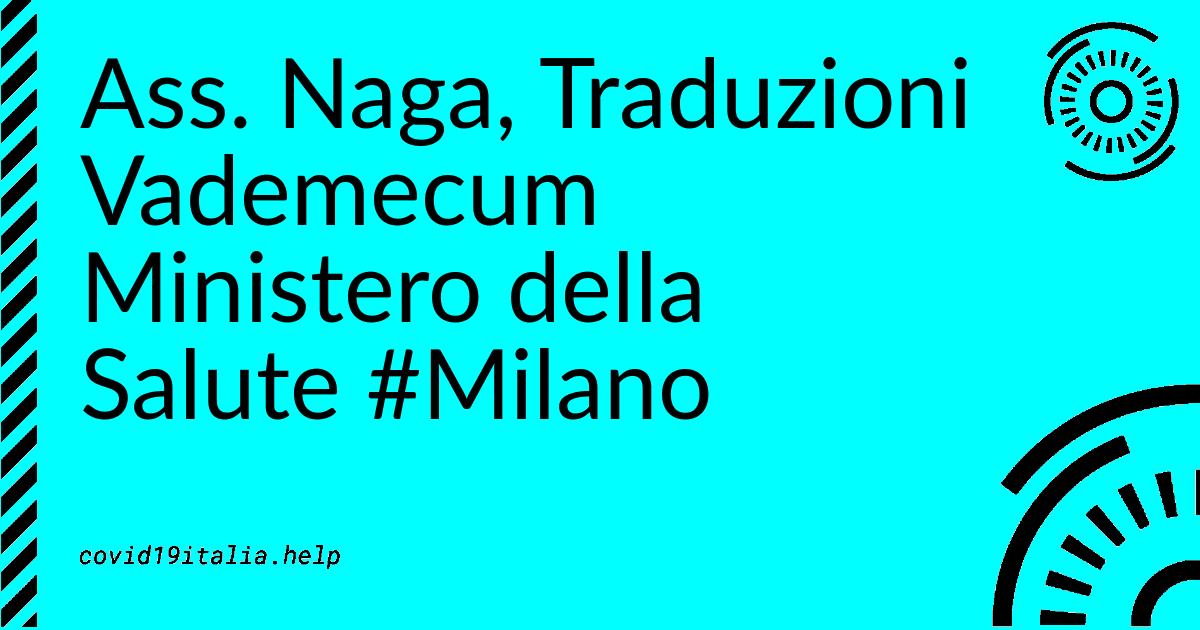 Ass. Naga, Traduzioni
Vademecum
Ministero della
Salute #Milano
covid19italia.help